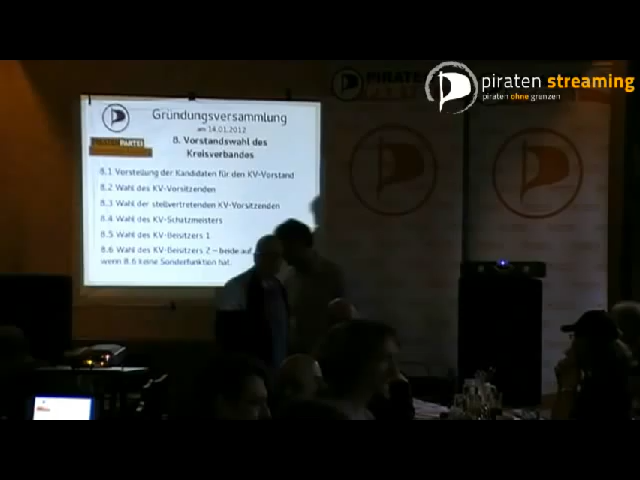 piraten streaming
piraten ohne grenzen
PIRATEN
Gründungsversammlung
am 14.01.2012
PIRATENPARTEI
8. Vorstandswahl des
Kreisverbandes
8.1 Vorstellung der Kandidaten für den KV-Vorstand
8.2 Wahl des KV-Vorsitzenden
8.3 Wahl der stellvertretenden KV-Vorsitzenden
8.4 Wahl des KV-Schatzmeisters
8.5 Wahl des KV-Beisitzers 1
8.6 Wahl des KV-Beisitzers 2 – beide auf
wenn 8.6 keine Sonderfunktion hat.